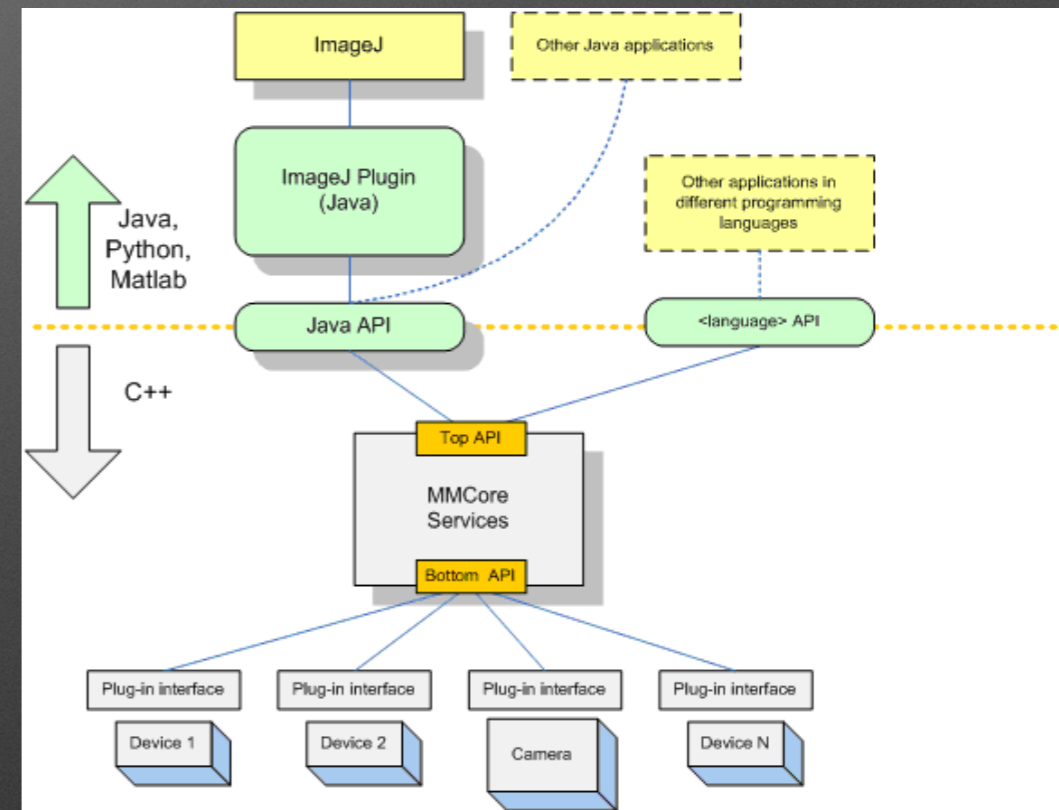 ImageJ
Other Java applications
ImageJ Plugin
(Java)
Other applications in
different programming
languages
Java,
Python,
Matlab
Java API
<language> API
C++
Top API
MMCore
Services
Bottom API
Plug-in interface
Plug-in interface
Plug-in interface
Plug-in interface
Device 1
Device 2
Camera
Device N